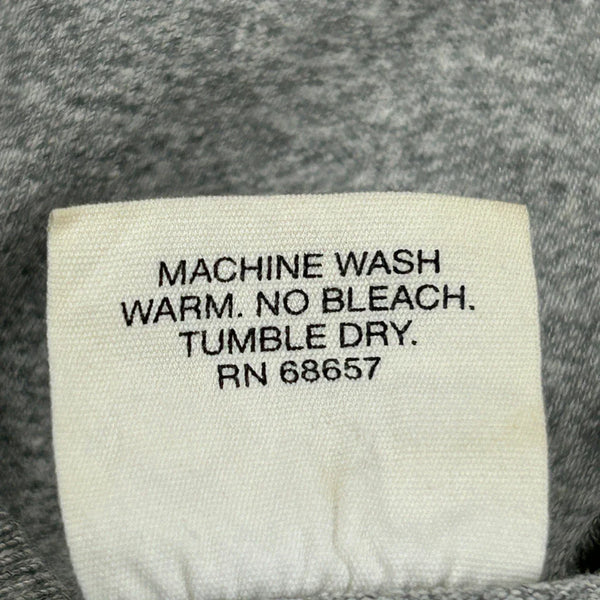 MACHINE WASH
WARM. NO BLEACH.
TUMBLE DRY.
RN 68657